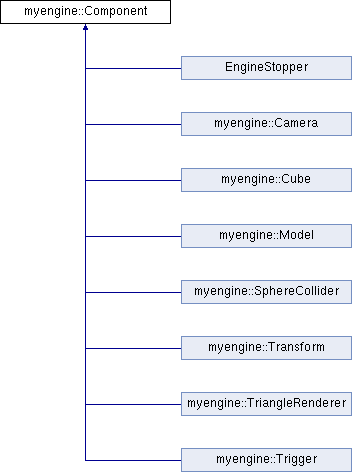 myengine::Component
EngineStopper
myengine::Camera
myengine::Cube
myengine::Model
myengine::SphereCollider
myengine::Transform
myengine::TriangleRenderer
myengine::Trigger